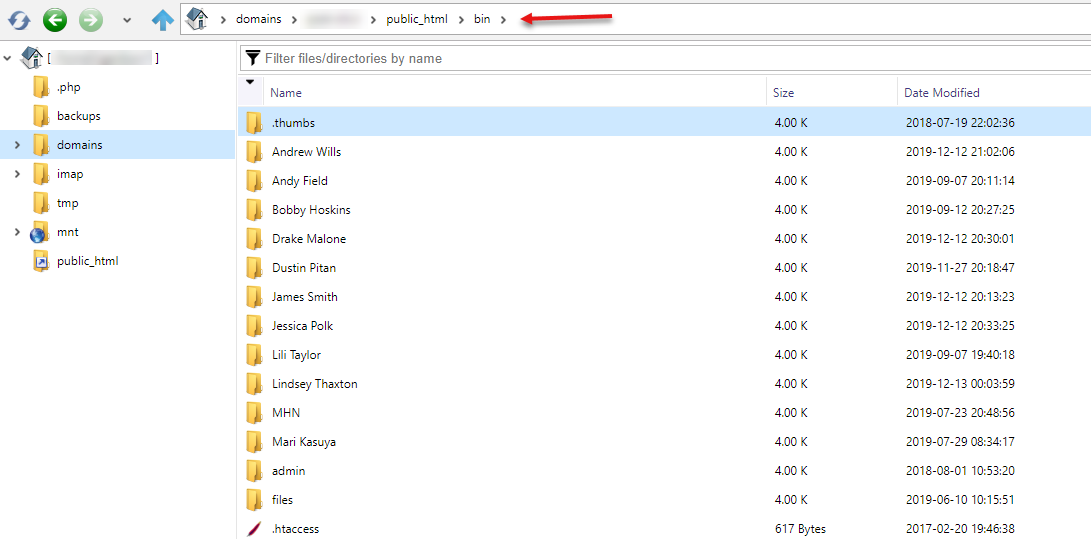 domains > public_html > bin >
[ ]
Filter files/directories by name
.php
backups
domains
imap
tmp
mnt
public_html
Name Size Date Modified
.thumbs 4.00 K 2018-07-19 22:02:36
Andrew Wills 4.00 K 2019-12-12 21:02:06
Andy Field 4.00 K 2019-09-07 20:11:14
Bobby Hoskins 4.00 K 2019-09-12 20:27:25
Drake Malone 4.00 K 2019-12-12 20:30:01
Dustin Pitan 4.00 K 2019-11-27 20:18:47
James Smith 4.00 K 2019-12-12 20:13:23
Jessica Polk 4.00 K 2019-12-12 20:33:25
Lili Taylor 4.00 K 2019-09-07 19:40:18
Lindsey Thaxton 4.00 K 2019-12-13 00:03:59
MHN 4.00 K 2019-07-23 20:48:56
Mari Kasuya 4.00 K 2019-07-29 08:34:17
admin 4.00 K 2018-08-01 10:53:20
files 4.00 K 2019-06-10 10:15:51
.htaccess 617 Bytes 2017-02-20 19:46:38